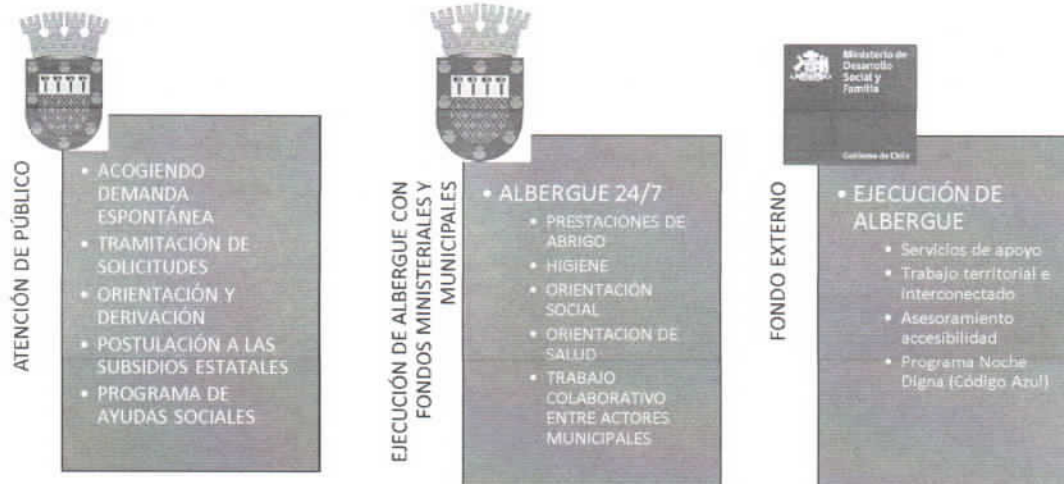 ATENCIÓN DE PÚBLICO
• ACOGIENDO
DEMANDA
ESPONTÁNEA
• TRAMITACIÓN DE
SOLICITUDES
• ORIENTACIÓN Y
DERIVACIÓN
• POSTULACIÓN A LAS
SUBSIDIOS ESTATALES
• PROGRAMA DE
AYUDAS SOCIALES
EJECUCIÓN DE ALBERGUE CON
FONDOS MINISTERIALES Y
MUNICIPALES
• ALBERGUE 24/7
• PRESTACIONES DE
ABRIGO
• HIGIENE
• ORIENTACIÓN
SOCIAL
• ORIENTACION DE
SALUD
• TRABAJO
COLABORATIVO
ENTRE ACTORES
MUNICIPALES
Ministerio de
Desarrollo
Social y
Familia
Gobierno de Chile
FONDO EXTERNO
• EJECUCIÓN DE
ALBERGUE
• Servicios de apoyo
• Trabajo territorial e
interconectado
• Asesoramiento
accesibilidad
• Programa Noche
Digna (Código Azul)